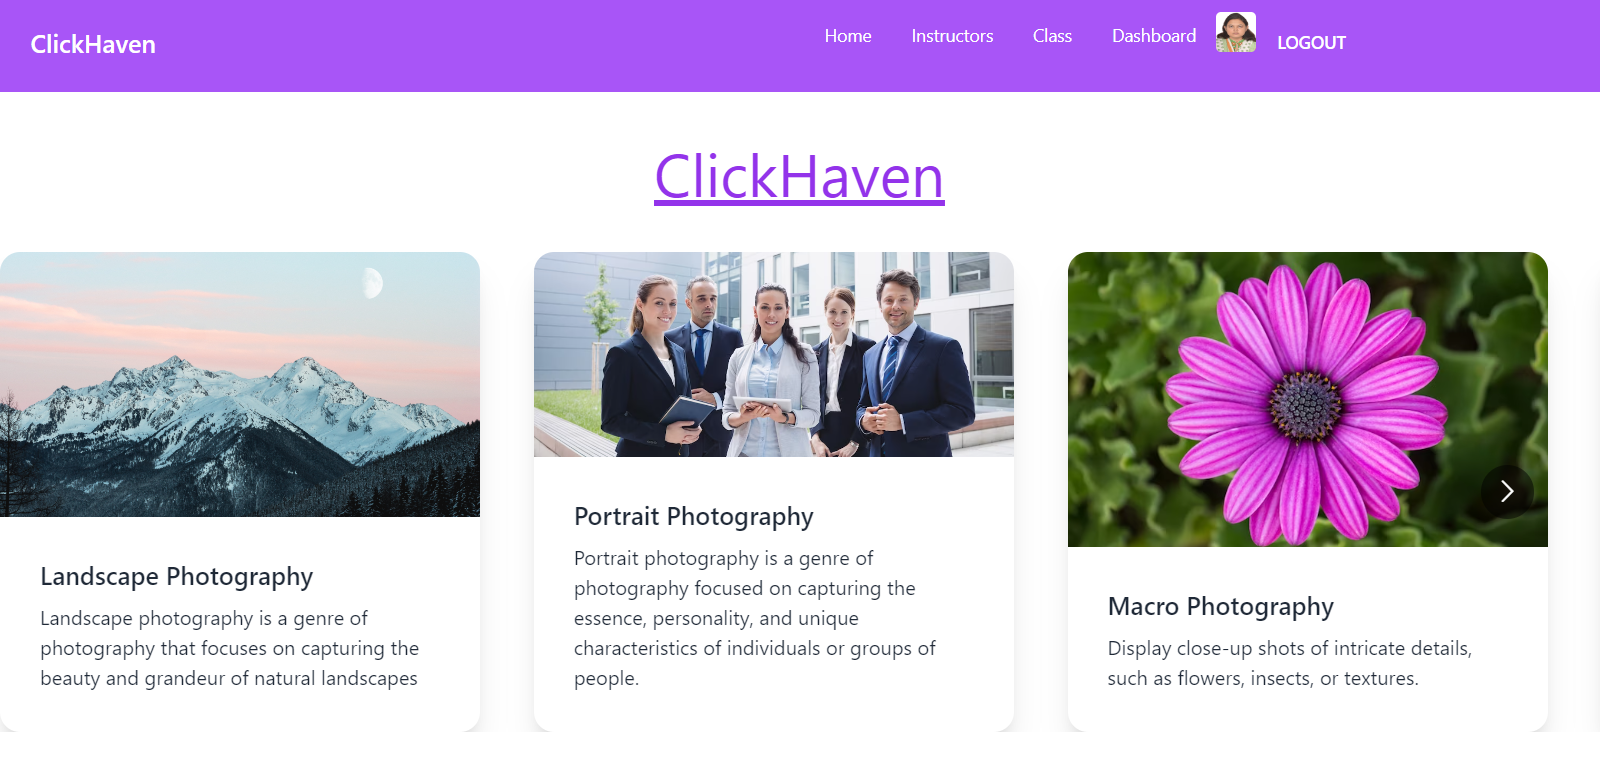 ClickHaven
Home Instructors Class Dashboard LOGOUT
ClickHaven
Landscape Photography
Landscape photography is a genre of
photography that focuses on capturing the
beauty and grandeur of natural landscapes
Portrait Photography
Portrait photography is a genre of
photography focused on capturing the
essence, personality, and unique
characteristics of individuals or groups of
people.
Macro Photography
Display close-up shots of intricate details,
such as flowers, insects, or textures.